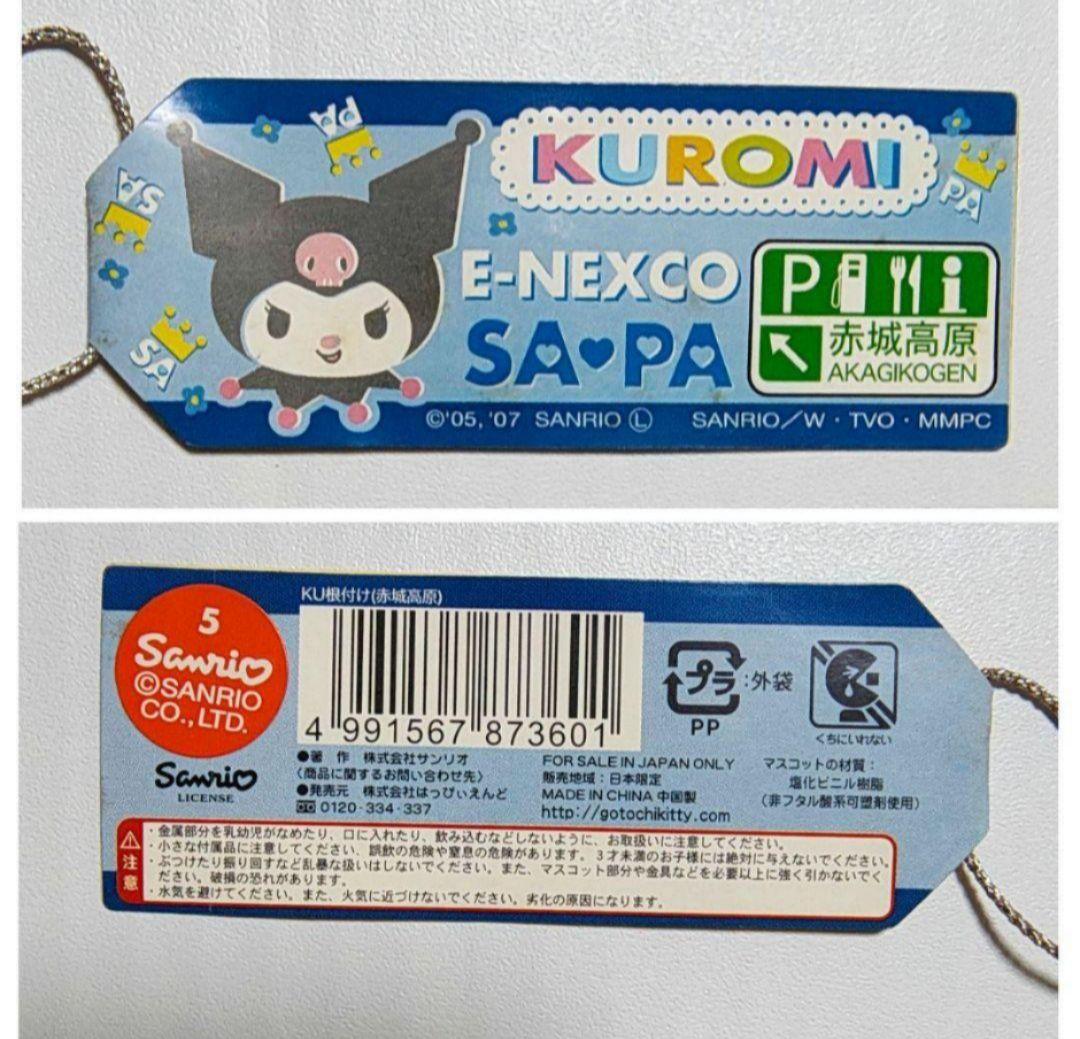 KUROMI
E-NEXCO
SA♥PA
P i
赤城高原
AKAGIKOGEN
PA
PA
SA
SA
©'05, '07 SANRIO Ⓛ SANRIO/W・TVO・MMPC
5
Sanrio
©SANRIO
CO., LTD.
Sanrio
LICENSE
KU根付け(赤城高原)
4 991567 873601
プラ:外袋
PP
くちにいれない
●著 作 株式会社サンリオ
〈商品に関するお問い合わせ先〉
●発売元 株式会社はっぴぃえんど
0120-334-337
FOR SALE IN JAPAN ONLY
販売地域:日本限定
MADE IN CHINA 中国製
http://gotochikitty.com
マスコットの材質:
塩化ビニル樹脂
(非フタル酸系可塑剤使用)
注意
・金属部分を乳幼児がなめたり、口に入れたり、飲み込むなどしないように、お取扱いに注意してください。
・小さな付属品に注意してください、誤飲の危険や窒息の危険があります。3才未満のお子様には絶対に与えないでください。
・ぶつけたり振り回すなど乱暴な扱いはしないでください。また、マスコット部分や金具などを必要以上に強く引かないでく
ださい。破損の恐れがあります。
・水気を避けてください。また、火気に近づけないでください。劣化の原因になります。